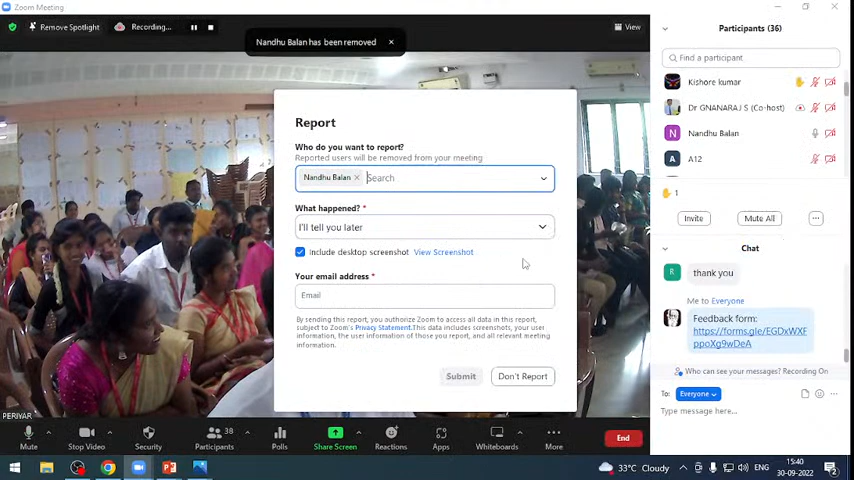 Zoom Meeting
Remove Spotlight
Recording...
View
Nandhu Balan has been removed
Report
Who do you want to report?
Reported users will be removed from your meeting
Nandhu Balan
Search
What happened? *
I'll tell you later
Include desktop screenshot View Screenshot
Your email address *
Email
By sending this report, you authorize Zoom to access all data in this report,
subject to Zoom's Privacy Statement.This data includes screenshots, your user
information, the user information of those you report, and all relevant meeting
information.
Submit
Don't Report
PERIYAR
Participants (36)
Find a participant
Kishore kumar
Dr GNANARAJ S (Co-host)
N
Nandhu Balan
A
A12
1
Invite
Mute All
Chat
R
thank you
Me to Everyone
Feedback form:
https://forms.gle/EGDxWXF
ppoXg9wDeA
Who can see your messages? Recording On
To: Everyone
Type message here...
Mute
Stop Video
Security
38
Participants
Polls
Share Screen
Reactions
Apps
Whiteboards
More
End
33°C Cloudy
ENG
15:40
30-09-2022
2